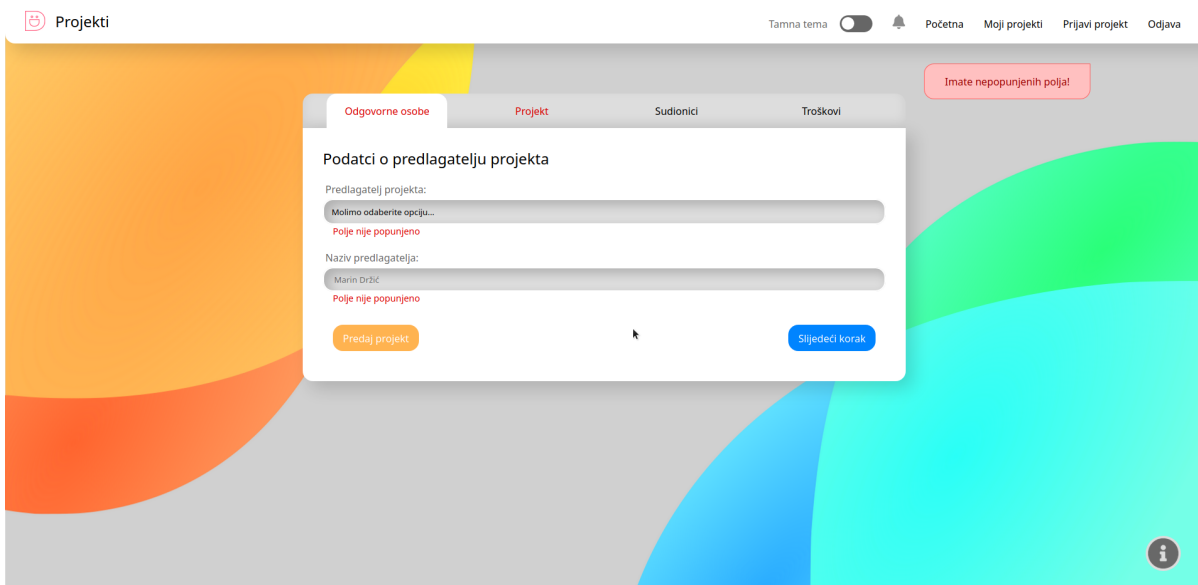 Projekti
Tamna tema
Početna
Moji projekti
Prijavi projekt
Odjava
Imate nepopunjenih polja!
Odgovorne osobe
Projekt
Sudionici
Troškovi
Podatci o predlagatelju projekta
Predlagatelj projekta:
Molimo odaberite opciju...
Polje nije popunjeno
Naziv predlagatelja:
Marin Držić
Polje nije popunjeno
Predaj projekt
Slijedeći korak